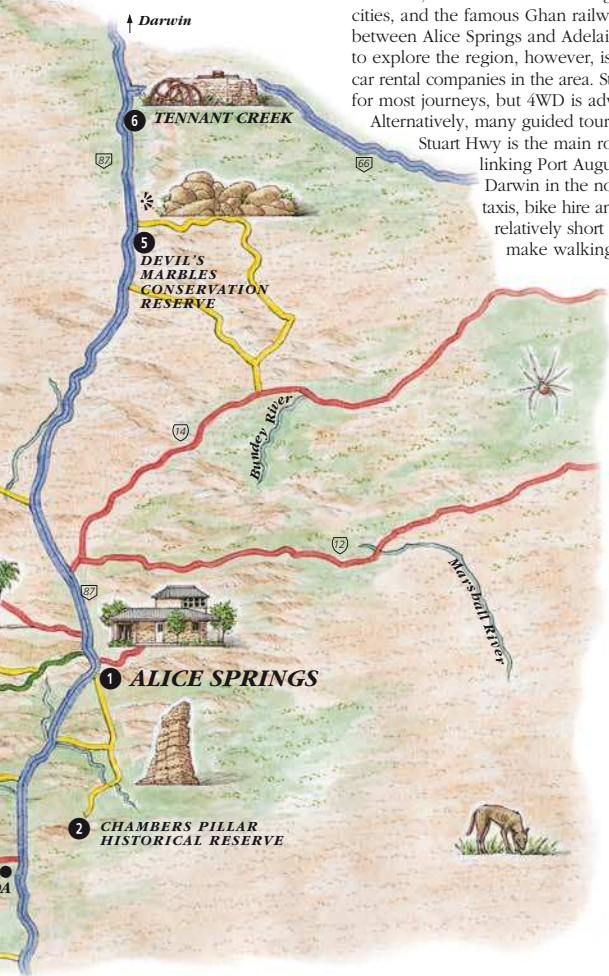 Darwin
cities, and the famous Ghan railw
between Alice Springs and Adelai
to explore the region, however, is
car rental companies in the area. St
for most journeys, but 4WD is adv
Alternatively, many guided tour
Stuart Hwy is the main ro
linking Port Augu
Darwin in the no
taxis, bike hire an
relatively short
make walking
6 TENNANT CREEK
87
66
5
DEVIL'S
MARBLES
CONSERVATION
RESERVE
Bundey River
14
12
Marshall River
87
1 ALICE SPRINGS
2 CHAMBERS PILLAR
HISTORICAL RESERVE